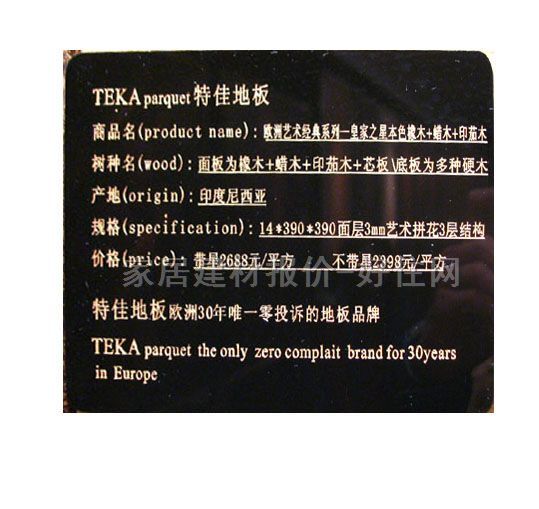 TEKA parquet 特佳地板
商品名(product name): 欧洲艺术经典系列一皇家之星本色橡木+蜡木+印茄木
树种名(wood): 面板为橡木+蜡木+印茄木+芯板\底板为多种硬木
产地(origin): 印度尼西亚
规格(specification): 14*390*390面层3mm艺术拼花3层结构
价格(price): 带星2688元/平方 不带星2398元/平方
家居建材报价-好住网
特佳地板欧洲30年唯一零投诉的地板品牌
TEKA parquet the only zero complait brand for 30years
in Europe